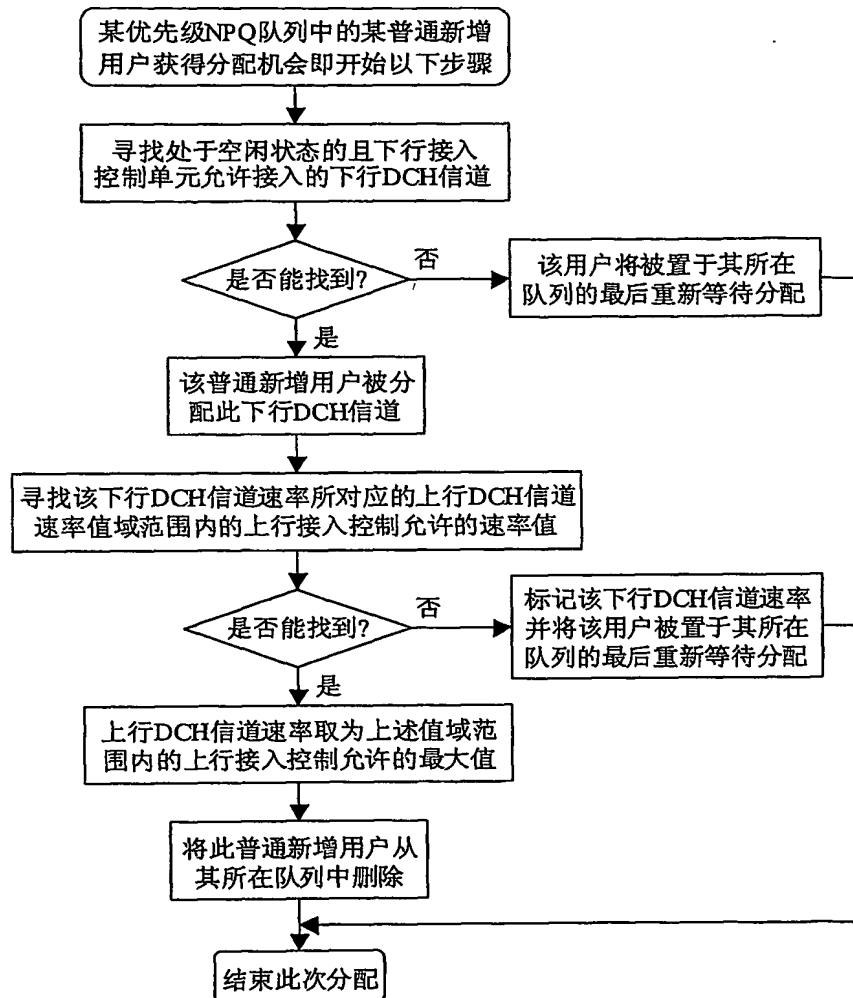 某优先级NPQ队列中的某普通新增
用户获得分配机会即开始以下步骤
寻找处于空闲状态的且下行接入
控制单元允许接入的下行DCH信道
是否能找到?
否
该用户将被置于其所在
队列的最后重新等待分配
是
该普通新增用户被分
配此下行DCH信道
寻找该下行DCH信道速率所对应的上行DCH信道
速率值域范围内的上行接入控制允许的速率值
是否能找到?
否
标记该下行DCH信道速率
并将该用户被置于其所在
队列的最后重新等待分配
是
上行DCH信道速率取为上述值域范
围内的上行接入控制允许的最大值
将此普通新增用户从
其所在队列中删除
结束此次分配